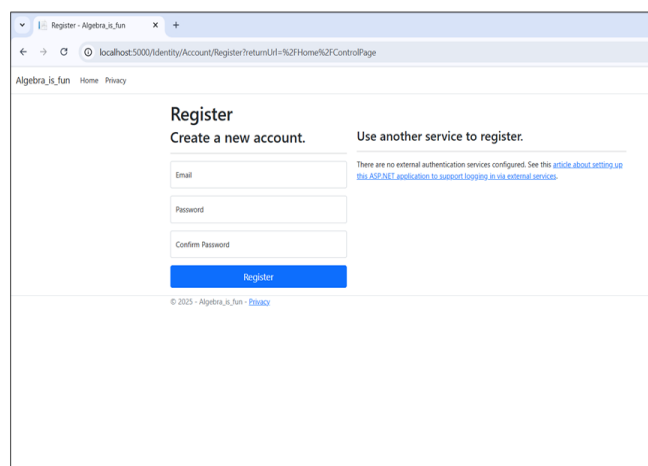 Register - Algebra_is_fun
localhost:5000/Identity/Account/Register?returnUrl=%2FHome%2FControlPage
Algebra_is_fun Home Privacy
Register
Create a new account.
Email
Password
Confirm Password
Register
Use another service to register.
There are no external authentication services configured. See this article about setting up
this ASP.NET application to support logging in via external services.
© 2025 - Algebra_is_fun - Privacy